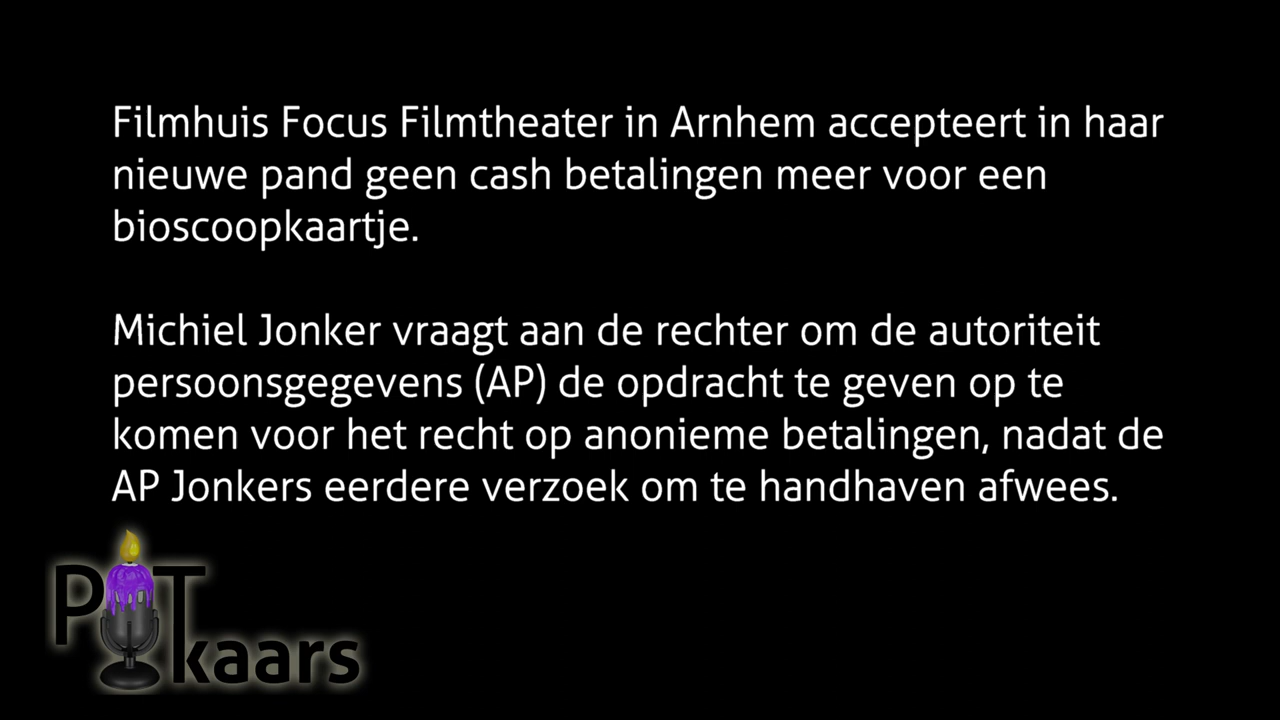 Filmhuis Focus Filmtheater in Arnhem accepteert in haar
nieuwe pand geen cash betalingen meer voor een
bioscoopkaartje.
Michiel Jonker vraagt aan de rechter om de autoriteit
persoonsgegevens (AP) de opdracht te geven op te
komen voor het recht op anonieme betalingen, nadat de
AP Jonkers eerdere verzoek om te handhaven afwees.
POT
kaars